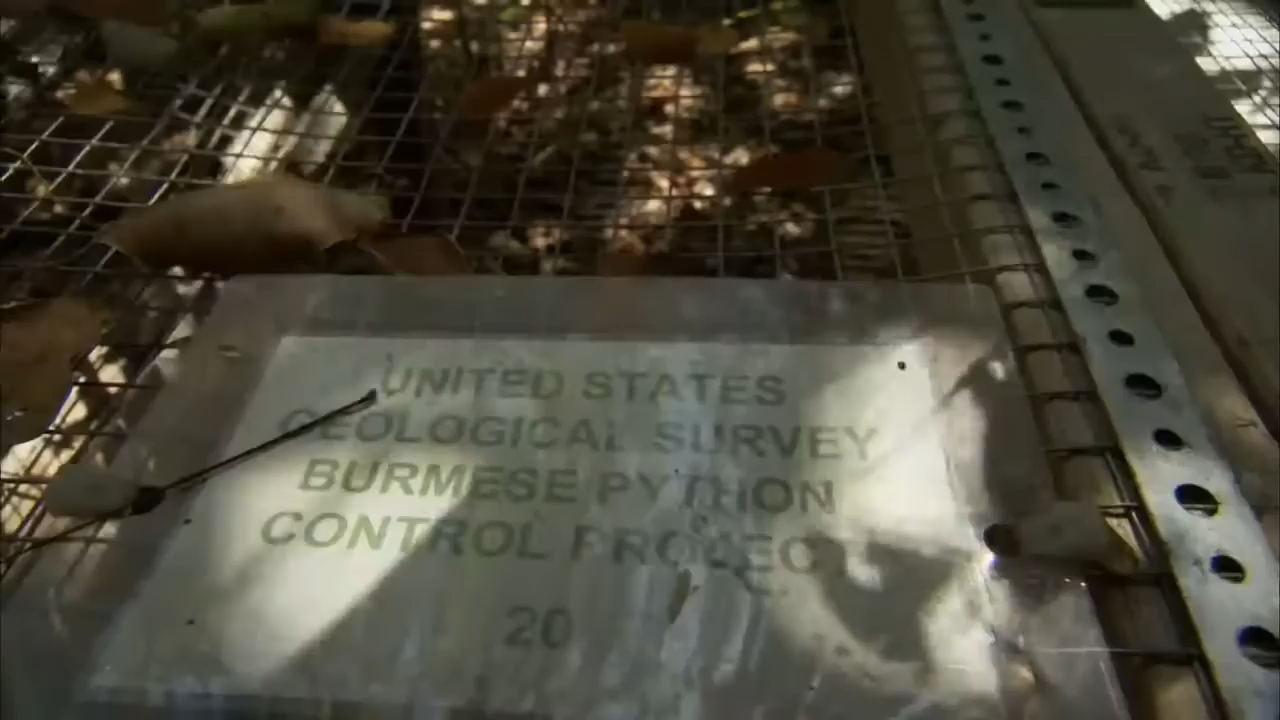 UNITED STATES
GEOLOGICAL SURVEY
BURMESE PYTHON
CONTROL PROJECT
20